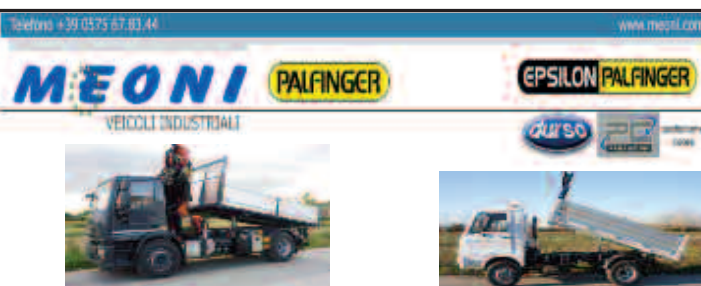 Telefono +39 0575 67.83.44
www.meoni.com
MEONI
PALFINGER
EPSILON PALFINGER
VEICOLI INDUSTRIALI
durso